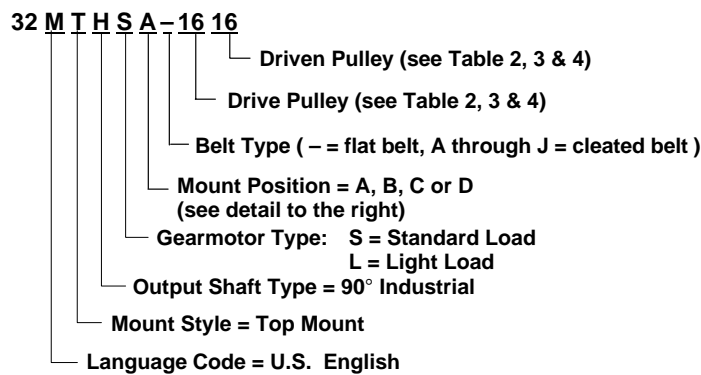 32 M T H S A – 16 16
Driven Pulley (see Table 2, 3 & 4)
Drive Pulley (see Table 2, 3 & 4)
Belt Type ( – = flat belt, A through J = cleated belt )
Mount Position = A, B, C or D
(see detail to the right)
Gearmotor Type: S = Standard Load
L = Light Load
Output Shaft Type = 90° Industrial
Mount Style = Top Mount
Language Code = U.S. English